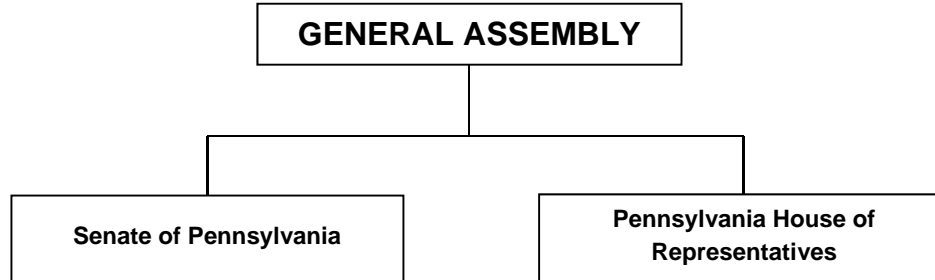 GENERAL ASSEMBLY
Senate of Pennsylvania
Pennsylvania House of
Representatives